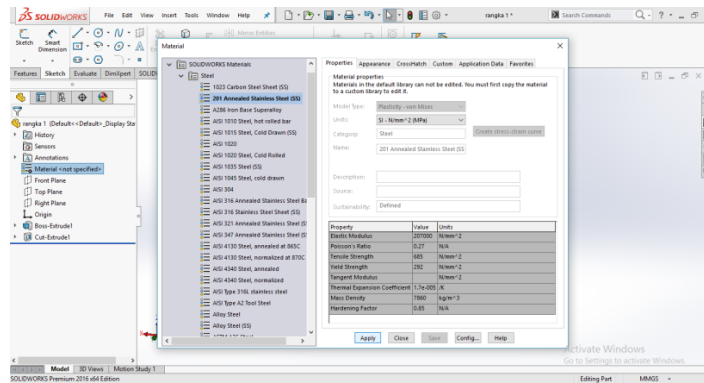 SOLIDWORKS File Edit View Insert Tools Window Help rangka 1 * Search Commands
Sketch Smart Dimension Mirror Entities
Features Sketch Evaluate DimXpert SOLID
rangka 1 (Default<<Default>_Display Sta
History
Sensors
Annotations
Material <not specified>
Front Plane
Top Plane
Right Plane
Origin
Boss-Extrude1
Cut-Extrude1
Material
SOLIDWORKS Materials
Steel
1023 Carbon Steel Sheet (SS)
201 Annealed Stainless Steel (SS)
A286 Iron Base Superalloy
AISI 1010 Steel, hot rolled bar
AISI 1015 Steel, Cold Drawn (SS)
AISI 1020
AISI 1020 Steel, Cold Rolled
AISI 1035 Steel (SS)
AISI 1045 Steel, cold drawn
AISI 304
AISI 316 Annealed Stainless Steel Ba
AISI 316 Stainless Steel Sheet (SS)
AISI 321 Annealed Stainless Steel (S
AISI 347 Annealed Stainless Steel (S
AISI 4130 Steel, annealed at 865C
AISI 4130 Steel, normalized at 870C
AISI 4340 Steel, annealed
AISI 4340 Steel, normalized
AISI Type 316L stainless steel
AISI Type A2 Tool Steel
Alloy Steel
Alloy Steel (SS)
Properties Appearance CrossHatch Custom Application Data Favorites
Material properties
Materials in the default library can not be edited. You must first copy the material
to a custom library to edit it.
Model Type: Plasticity - von Mises
Units: SI - N/mm^2 (MPa)
Category: Steel Create stress-strain curve
Name: 201 Annealed Stainless Steel (SS
Description:
Source:
Sustainability: Defined
Property Value Units
Elastic Modulus 207000 N/mm^2
Poisson's Ratio 0.27 N/A
Tensile Strength 685 N/mm^2
Yield Strength 292 N/mm^2
Tangent Modulus N/mm^2
Thermal Expansion Coefficient 1.7e-005 /K
Mass Density 7860 kg/m^3
Hardening Factor 0.85 N/A
Apply Close Save Config... Help
Activate Windows
Go to Settings to activate Windows.
Model 3D Views Motion Study 1
SOLIDWORKS Premium 2016 x64 Edition Editing Part MMGS